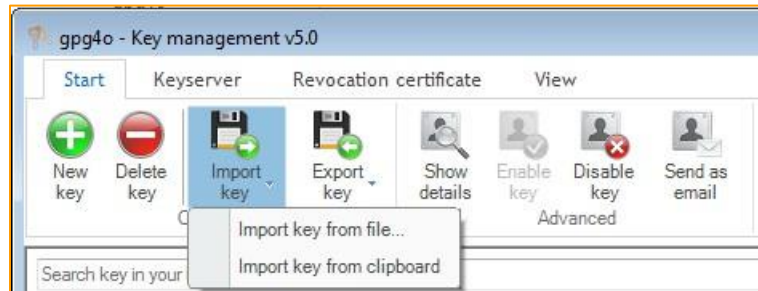 gpg4o - Key management v5.0
Start Keyserver Revocation certificate View
New key Delete key Import key Export key Show details Enable key Disable key Send as email
Advanced
Import key from file...
Import key from clipboard
Search key in your